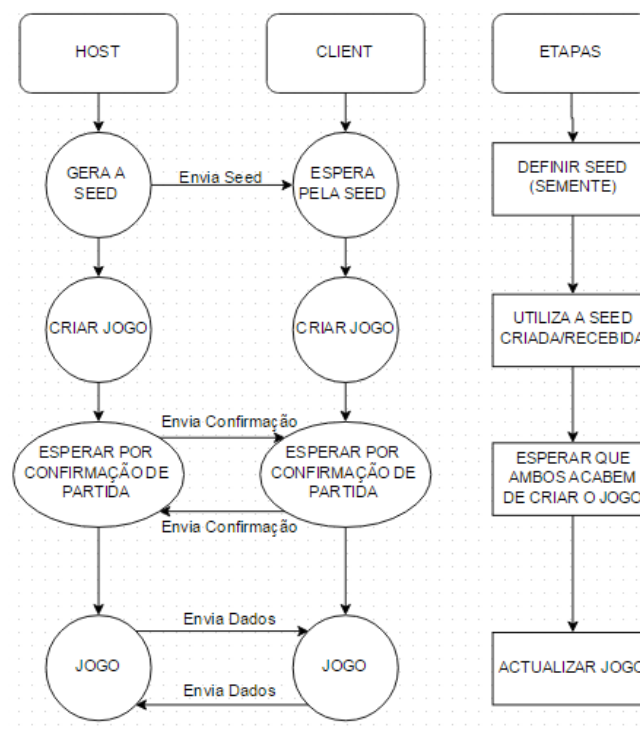 HOST
CLIENT
ETAPAS
GERA A
SEED
Envia Seed
ESPERA
PELA SEED
DEFINIR SEED
(SEMENTE)
CRIAR JOGO
CRIAR JOGO
UTILIZA A SEED
CRIADA/RECEBIDA
Envia Confirmação
ESPERAR POR
CONFIRMAÇÃO DE
PARTIDA
ESPERAR POR
CONFIRMAÇÃO DE
PARTIDA
ESPERAR QUE
AMBOS ACABEM
DE CRIAR O JOGO
Envia Confirmação
Envia Dados
JOGO
JOGO
ACTUALIZAR JOGO
Envia Dados